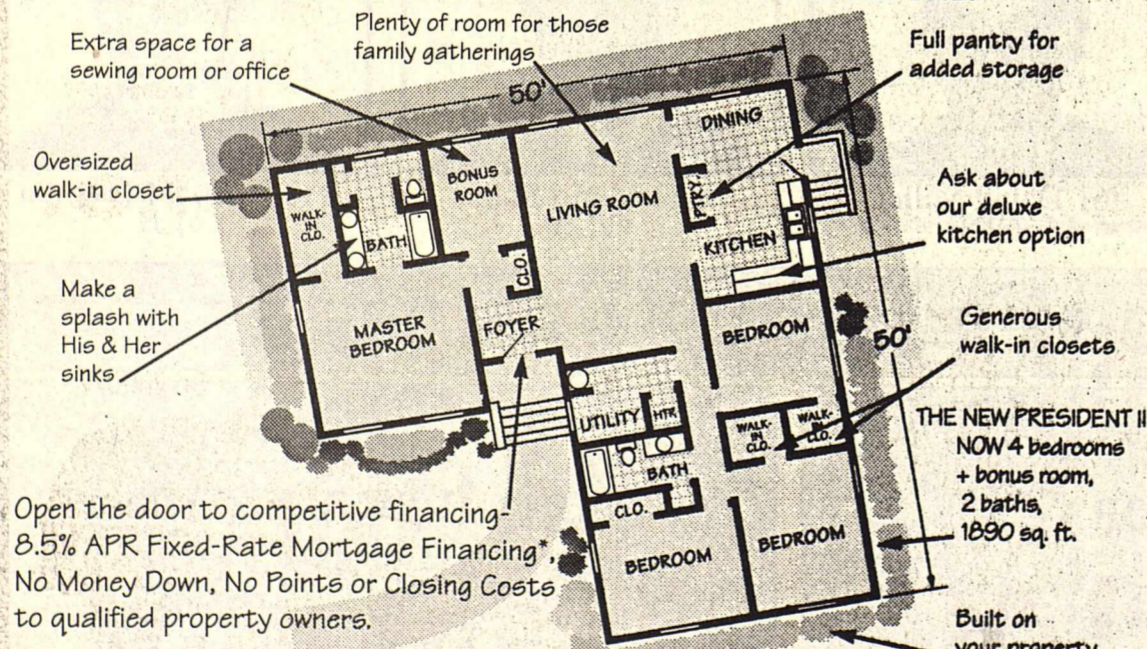 Extra space for a
sewing room or office
Plenty of room for those
family gatherings
Full pantry for
added storage
50'
Oversized
walk-in closet
Ask about
our deluxe
kitchen option
Make a
splash with
His & Her
sinks
Generous
walk-in closets
50'
WALK-
IN
CLO.
BATH
BONUS
ROOM
LIVING ROOM
DINING
PTRY.
KITCHEN
CLO.
MASTER
BEDROOM
FOYER
BEDROOM
UTILITY
HTR
WALK-
IN
CLO.
WALK-
IN
CLO.
BATH
CLO.
BEDROOM
BEDROOM
THE NEW PRESIDENT II
NOW 4 bedrooms
+ bonus room,
2 baths,
1890 sq. ft.
Open the door to competitive financing-
8.5% APR Fixed-Rate Mortgage Financing*,
No Money Down, No Points or Closing Costs
to qualified property owners.
Built on
your property